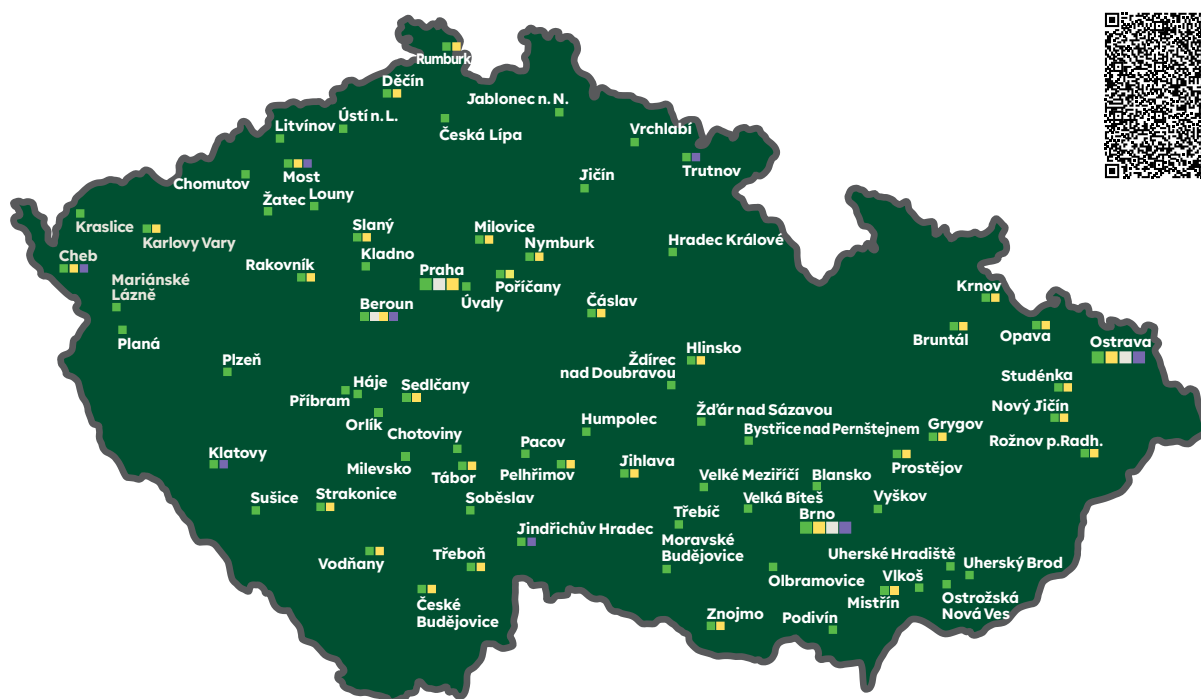 Rumburk
Děčín
Jablonec n. N.
Ústí n. L.
Litvínov
Česká Lípa
Vrchlabí
Most
Trutnov
Chomutov
Jičín
Louny
Žatec
Kraslice
Slaný
Milovice
Karlovy Vary
Nymburk
Hradec Králové
Cheb
Kladno
Rakovník
Praha
Mariánské
Lázně
Poříčany
Krnov
Úvaly
Beroun
Čáslav
Planá
Bruntál
Opava
Ostrava
Hlinsko
Plzeň
Ždírec
nad Doubravou
Studénka
Háje
Sedlčany
Příbram
Nový Jičín
Žďár nad Sázavou
Orlík
Humpolec
Grygov
Bystřice nad Pernštejnem
Chotoviny
Rožnov p.Radh.
Klatovy
Pacov
Jihlava
Milevsko
Prostějov
Tábor
Pelhřimov
Velké Meziříčí
Blansko
Sušice
Strakonice
Soběslav
Velká Bíteš
Vyškov
Brno
Třebíč
Jindřichův Hradec
Moravské
Budějovice
Vodňany
Třeboň
Uherské Hradiště
Uherský Brod
Olbramovice
Vlkoš
České
Budějovice
Mistřín
Ostrožská
Nová Ves
Znojmo
Podivín